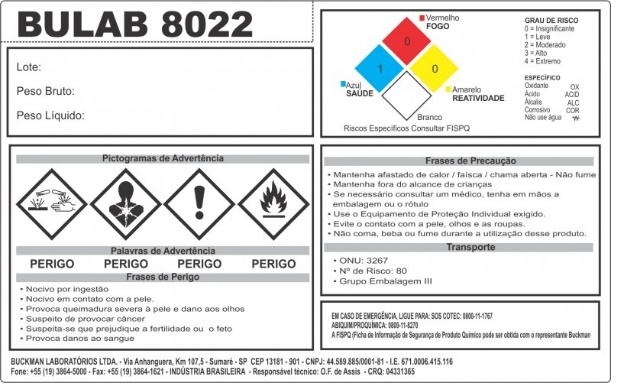 BULAB 8022
Lote:
Peso Bruto:
Peso Líquido:
Vermelho
FOGO
0
1
0
Azul
SAÚDE
Amarelo
REATIVIDADE
Branco
Riscos Específicos Consultar FISPQ
GRAU DE RISCO
0 = Insignificante
1 = Leve
2 = Moderado
3 = Alto
4 = Extremo
ESPECÍFICO
Oxidante OX
Ácido ACID
Álcalis ALC
Corrosivo COR
Não use água W
Pictogramas de Advertência
Palavras de Advertência
PERIGO PERIGO PERIGO PERIGO
Frases de Perigo
• Nocivo por ingestão
• Nocivo em contato com a pele.
• Provoca queimadura severa à pele e dano aos olhos
• Suspeito de provocar câncer
• Suspeita-se que prejudique a fertilidade ou o feto
• Provoca danos ao sangue
Frases de Precaução
• Mantenha afastado de calor / faísca / chama aberta - Não fume
• Mantenha fora do alcance de crianças
• Se necessário consultar um médico, tenha em mãos a
embalagem ou o rótulo
• Use o Equipamento de Proteção Individual exigido.
• Evite o contato com a pele, olhos e as roupas.
• Não coma, beba ou fume durante a utilização desse produto.
Transporte
• ONU: 3267
• Nº de Risco: 80
• Grupo Embalagem III
EM CASO DE EMERGÊNCIA, LIGUE PARA: SOS COTEC: 0800-11-1767
ABIQUIM/PROQUÍMICA: 0800-11-8270
A FISPQ (Ficha de Informação de Segurança de Produto Químico pode ser obtida com o representante Buckman
BUCKMAN LABORATÓRIOS LTDA. - Via Anhanguera, Km 107,5 - Sumaré - SP CEP 13181 - 901 - CNPJ: 44.589.885/0001-81 - I.E. 671.0006.415.116
Fone: +55 (19) 3864-5000 - Fax: +55 (19) 3864-1621 - INDÚSTRIA BRASILEIRA - Responsável técnico: O.F. de Assis - CRQ: 04331365